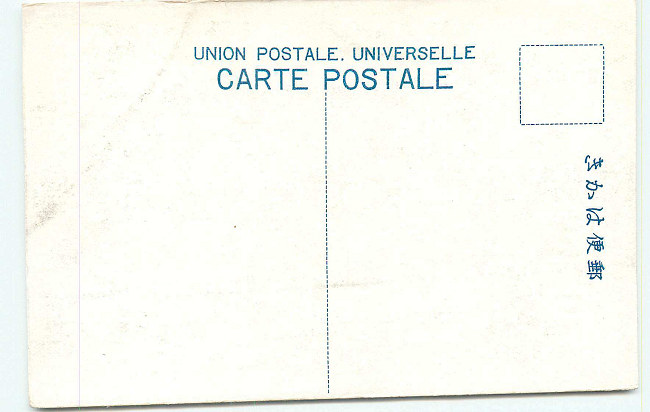 UNION POSTALE. UNIVERSELLE
CARTE POSTALE
郵便はかき